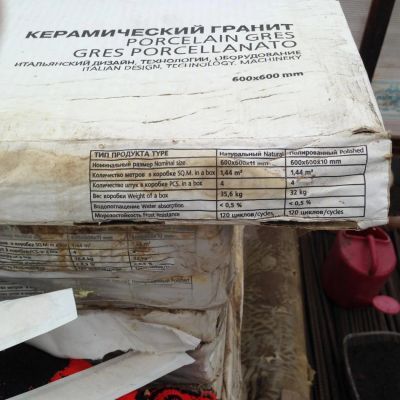 КЕРАМИЧЕСКИЙ ГРАНИТ
PORCELAIN GRES
GRES PORCELLANATO
ИТАЛЬЯНСКИЙ ДИЗАЙН, ТЕХНОЛОГИИ, ОБОРУДОВАНИЕ
ITALIAN DESIGN, TECHNOLOGY, MACHINERY
600x600 mm
ТИП ПРОДУКТА TYPE Натуральный Natural Полированный Polished
Номинальный размер Nominal size 600x600x11 mm 600x600x10 mm
Количество метров в коробке SQ.M. in a box 1,44 m² 1,44 m²
Количество штук в коробке PCS. in a box 4 4
Вес коробки Weight of a box 35,6 kg 32 kg
Водопоглощение Water absorption < 0,5 % < 0,5 %
Морозостойкость Frost resistance 120 циклов/cycles 120 циклов/cycles